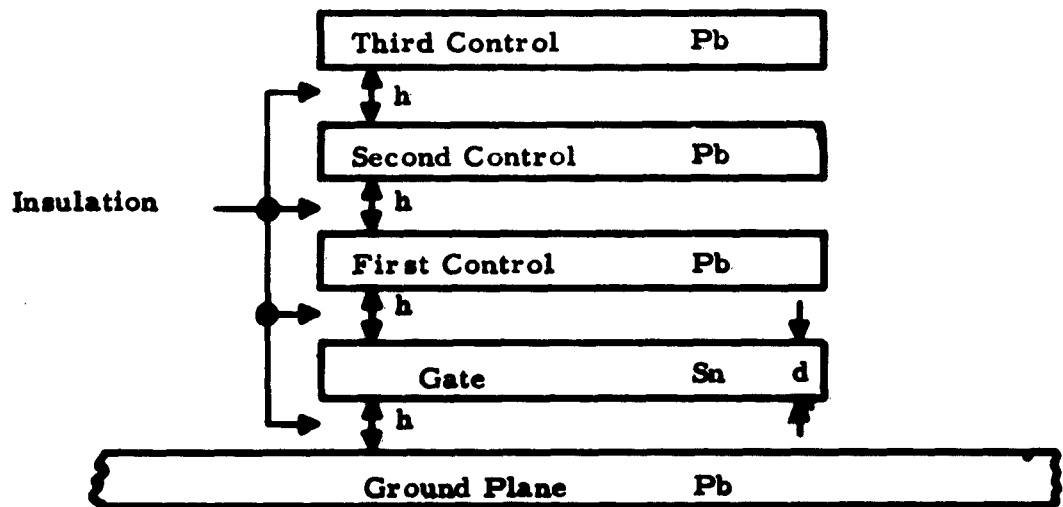 Third Control Pb
h
Second Control Pb
Insulation
h
First Control Pb
h
Gate Sn d
h
Ground Plane Pb